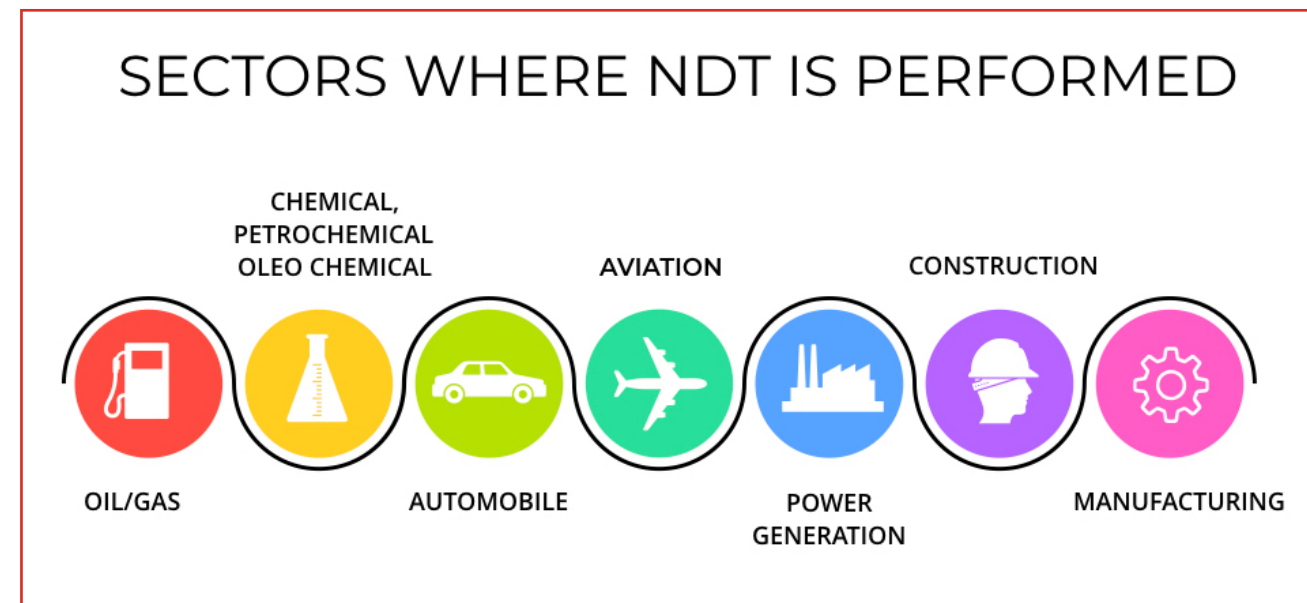 SECTORS WHERE NDT IS PERFORMED
CHEMICAL,
PETROCHEMICAL
OLEO CHEMICAL
AVIATION
CONSTRUCTION
OIL/GAS
AUTOMOBILE
POWER
GENERATION
MANUFACTURING